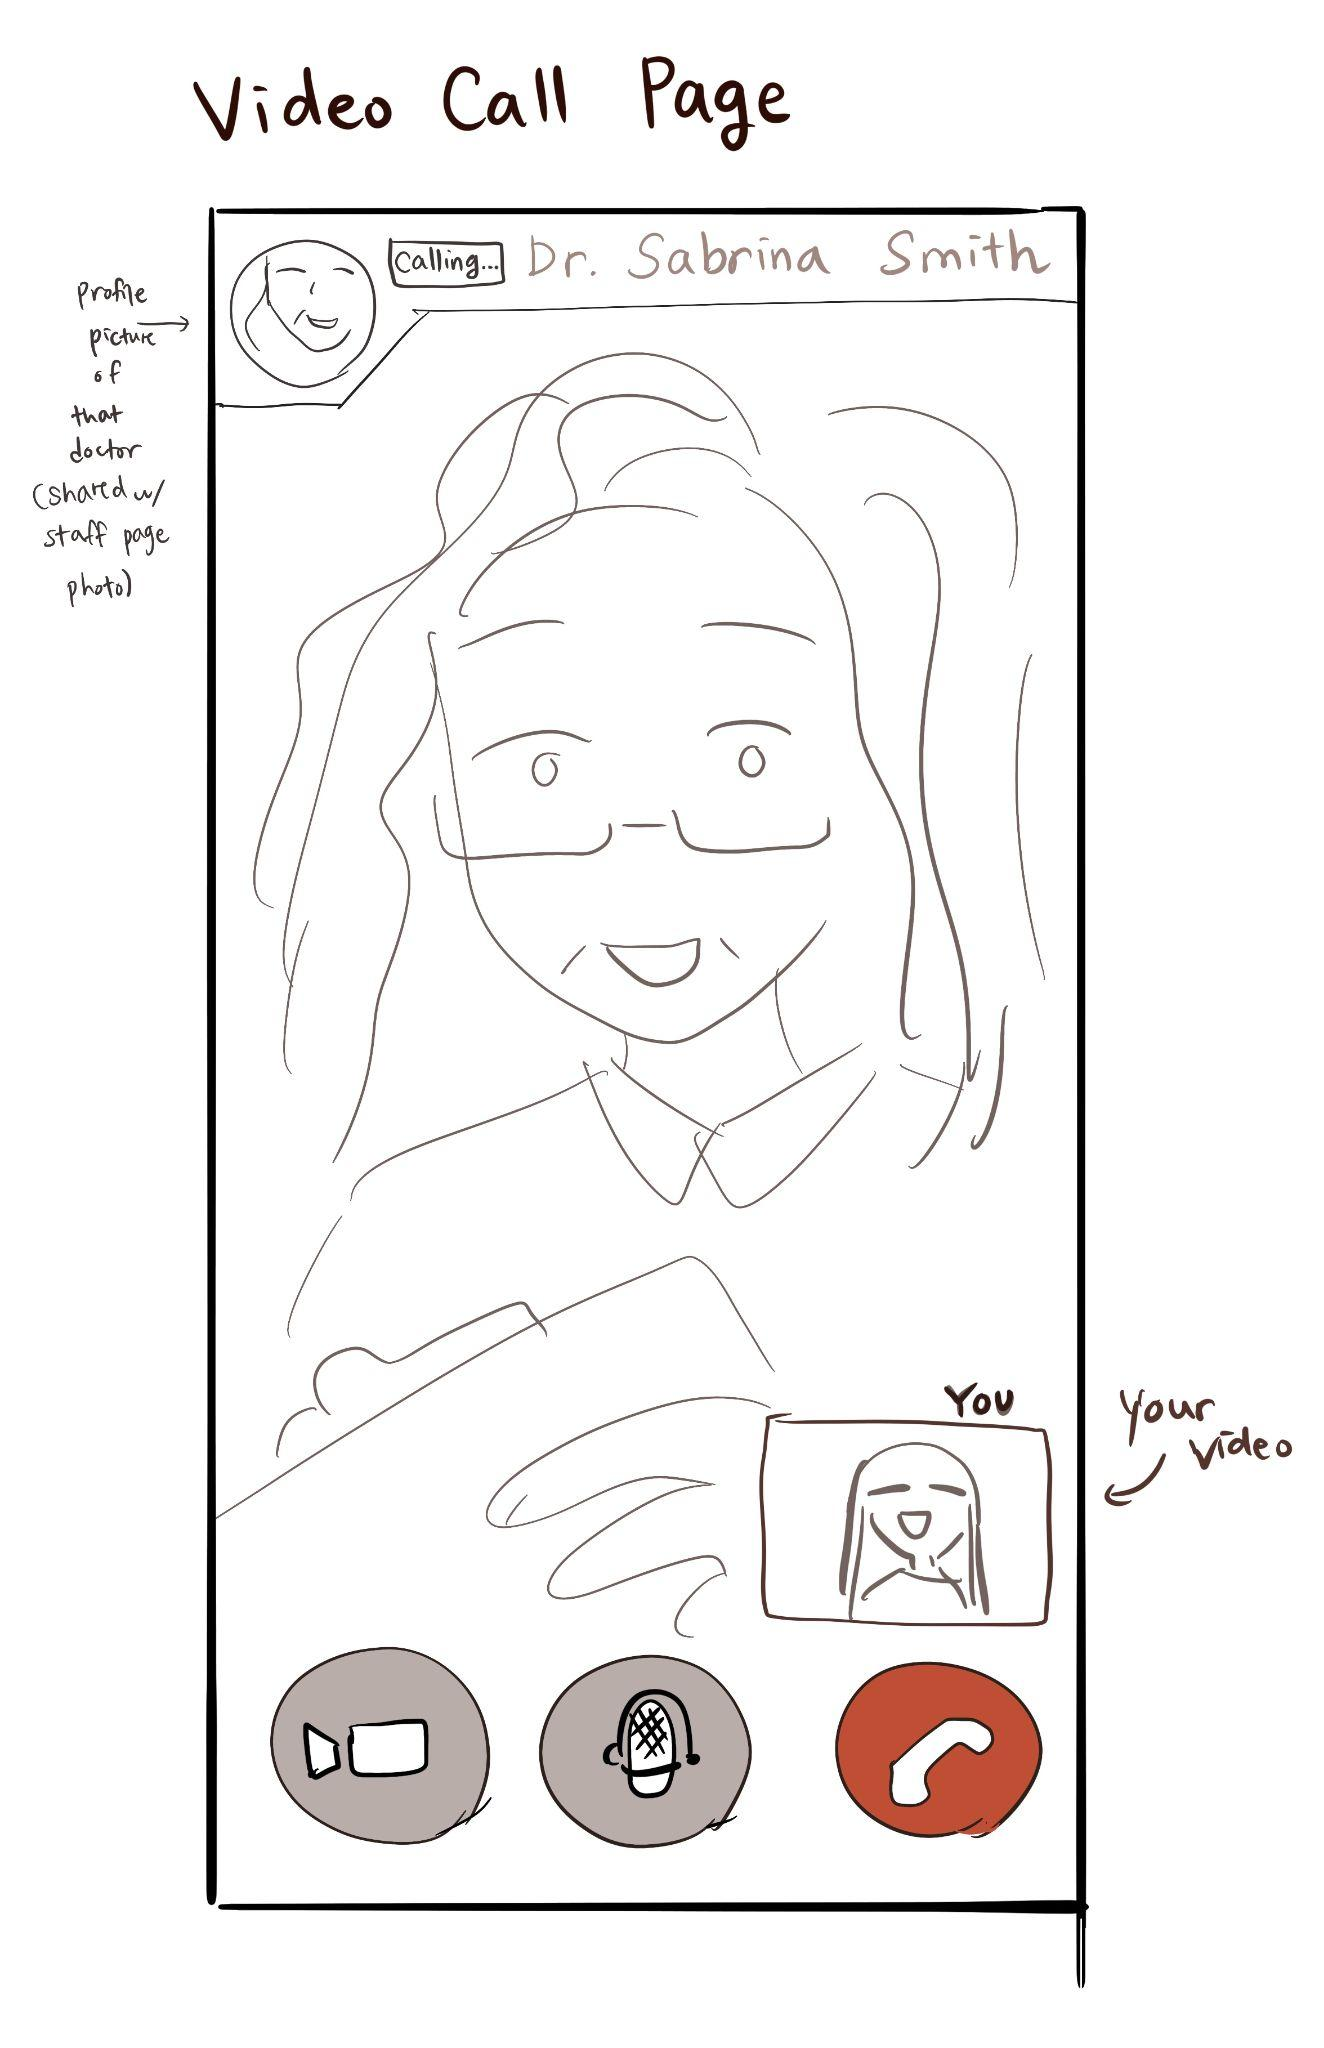 Video Call Page
Calling... Dr. Sabrina Smith
profile
picture
of
that
doctor
(shared w/
staff page
photo)
You
Your
video